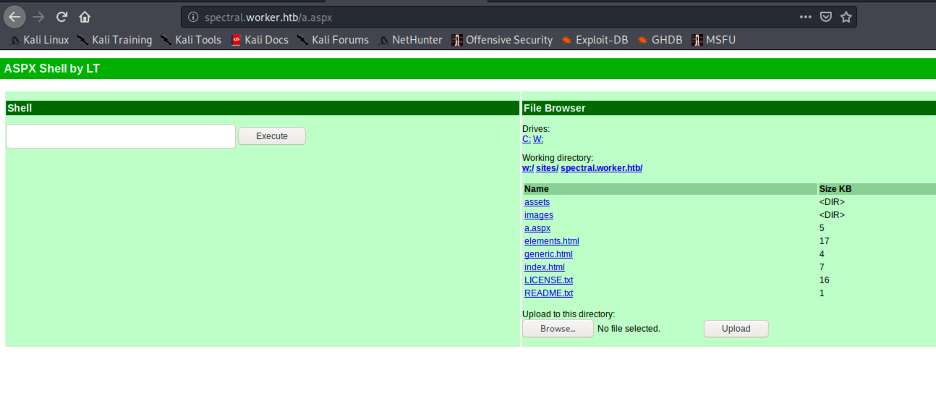 spectral.worker.htb/a.aspx
Kali Linux Kali Training Kali Tools Kali Docs Kali Forums NetHunter Offensive Security Exploit-DB GHDB MSFU
ASPX Shell by LT
Shell
Execute
File Browser
Drives:
C: W:
Working directory:
w:/ sites/ spectral.worker.htb/
Name Size KB
assets <DIR>
images <DIR>
a.aspx 5
elements.html 17
generic.html 4
index.html 7
LICENSE.txt 16
README.txt 1
Upload to this directory:
Browse... No file selected. Upload